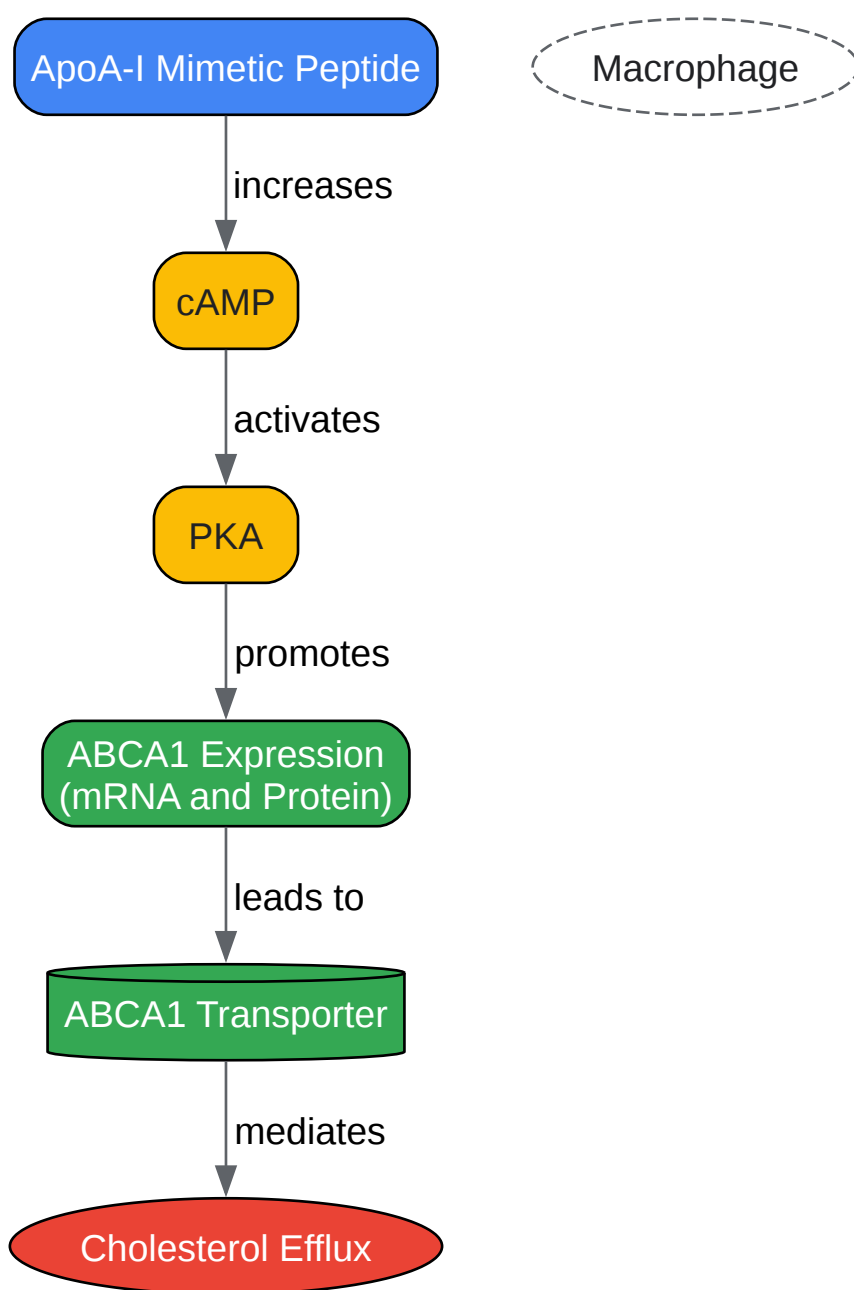 ApoA-I Mimetic Peptide
Macrophage
increases
cAMP
activates
PKA
promotes
ABCA1 Expression
(mRNA and Protein)
leads to
ABCA1 Transporter
mediates
Cholesterol Efflux